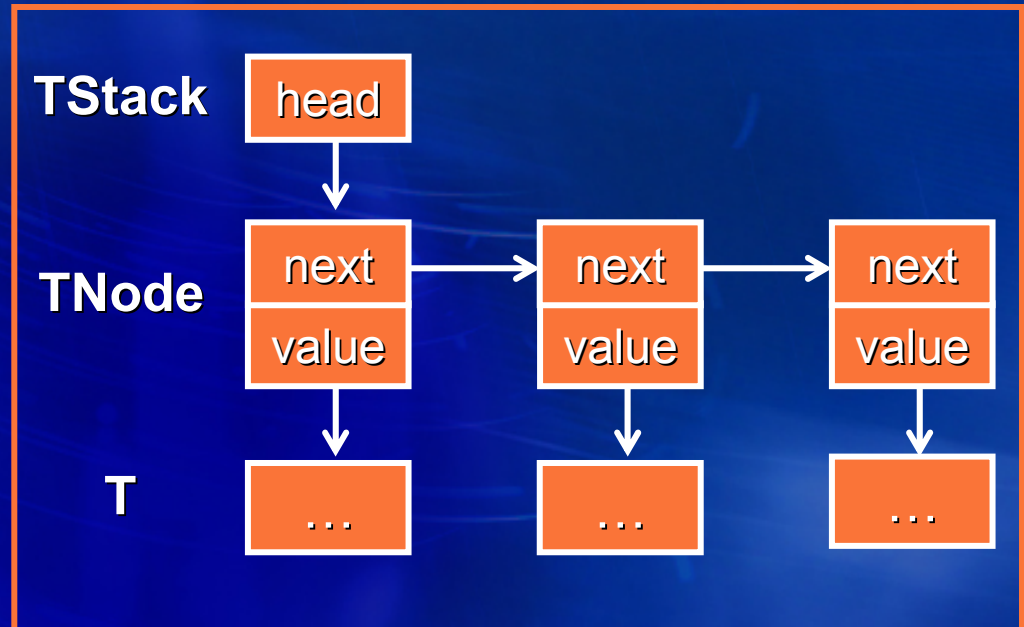 TStack head
TNode next next next
value value value
T … … …